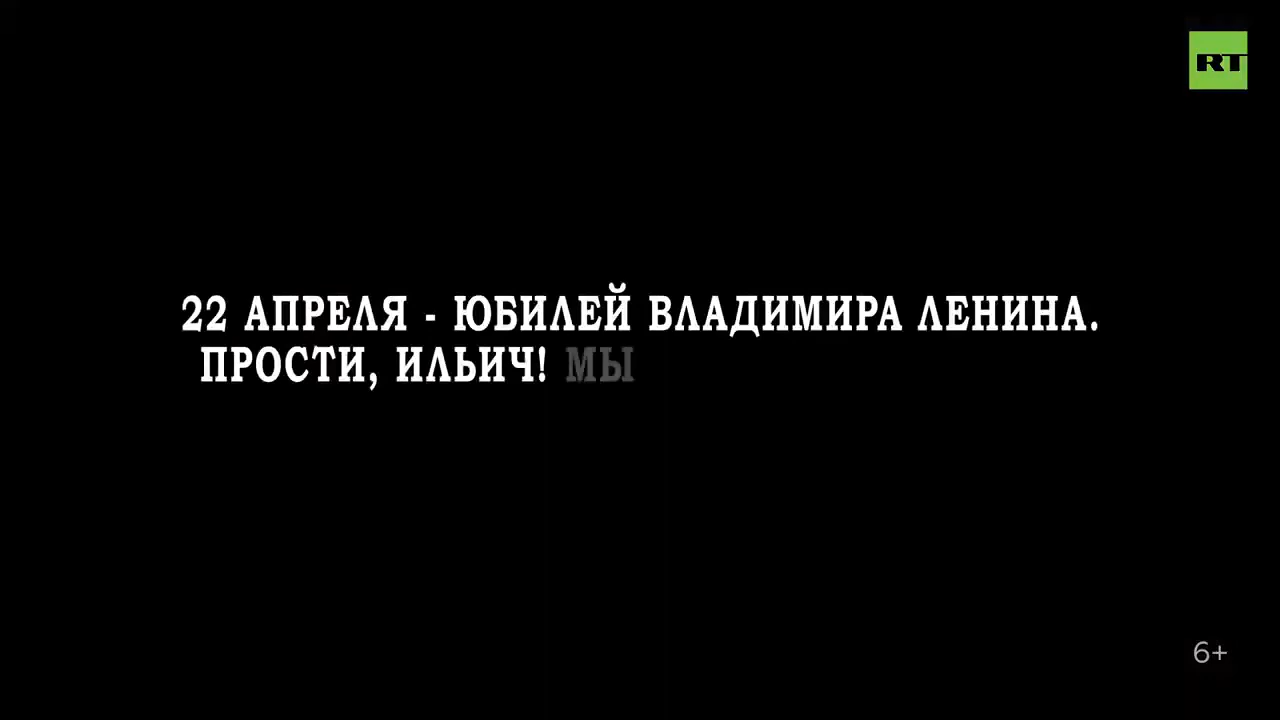 RT
22 АПРЕЛЯ - ЮБИЛЕЙ ВЛАДИМИРА ЛЕНИНА.
ПРОСТИ, ИЛЬИЧ! МЫ
6+